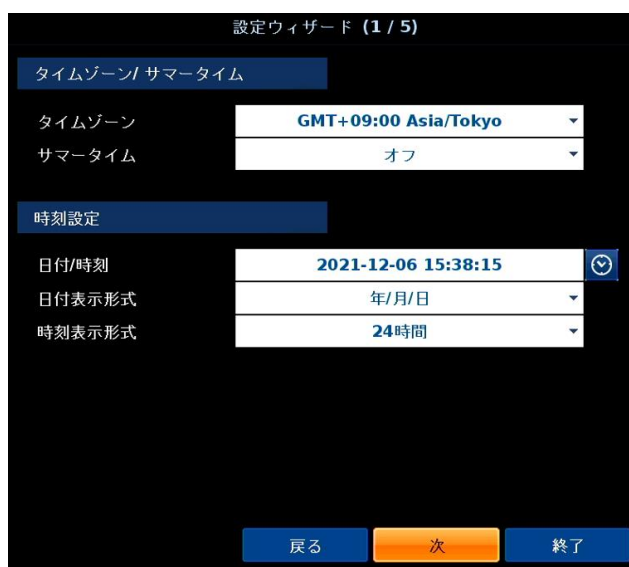 設定ウィザード (1 / 5)
タイムゾーン/ サマータイム
タイムゾーン GMT+09:00 Asia/Tokyo
サマータイム オフ
時刻設定
日付/時刻 2021-12-06 15:38:15
日付表示形式 年/月/日
時刻表示形式 24時間
戻る 次 終了